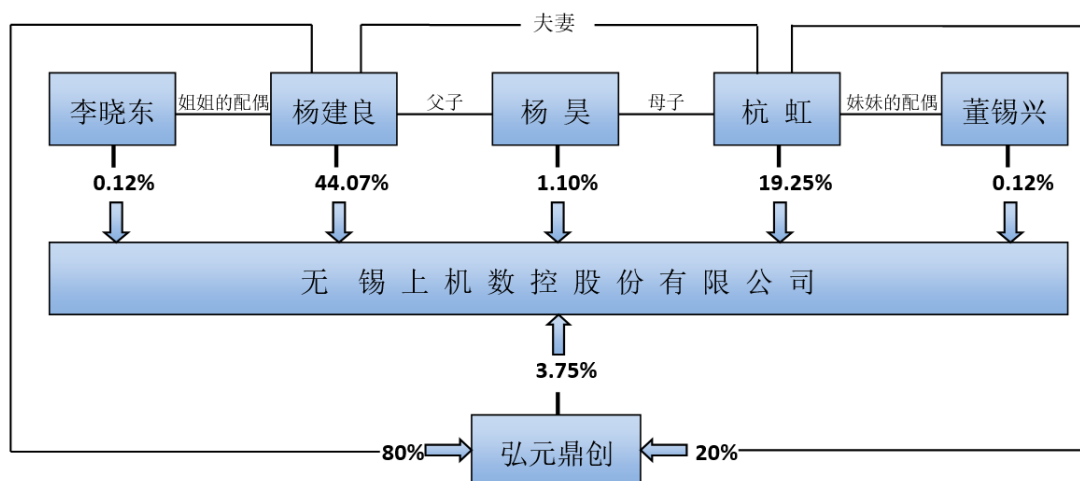 夫妻
李晓东
姐姐的配偶
杨建良
父子
杨 昊
母子
杭 虹
妹妹的配偶
董锡兴
0.12%
44.07%
1.10%
19.25%
0.12%
无 锡 上 机 数 控 股 份 有 限 公 司
3.75%
80%
弘元鼎创
20%